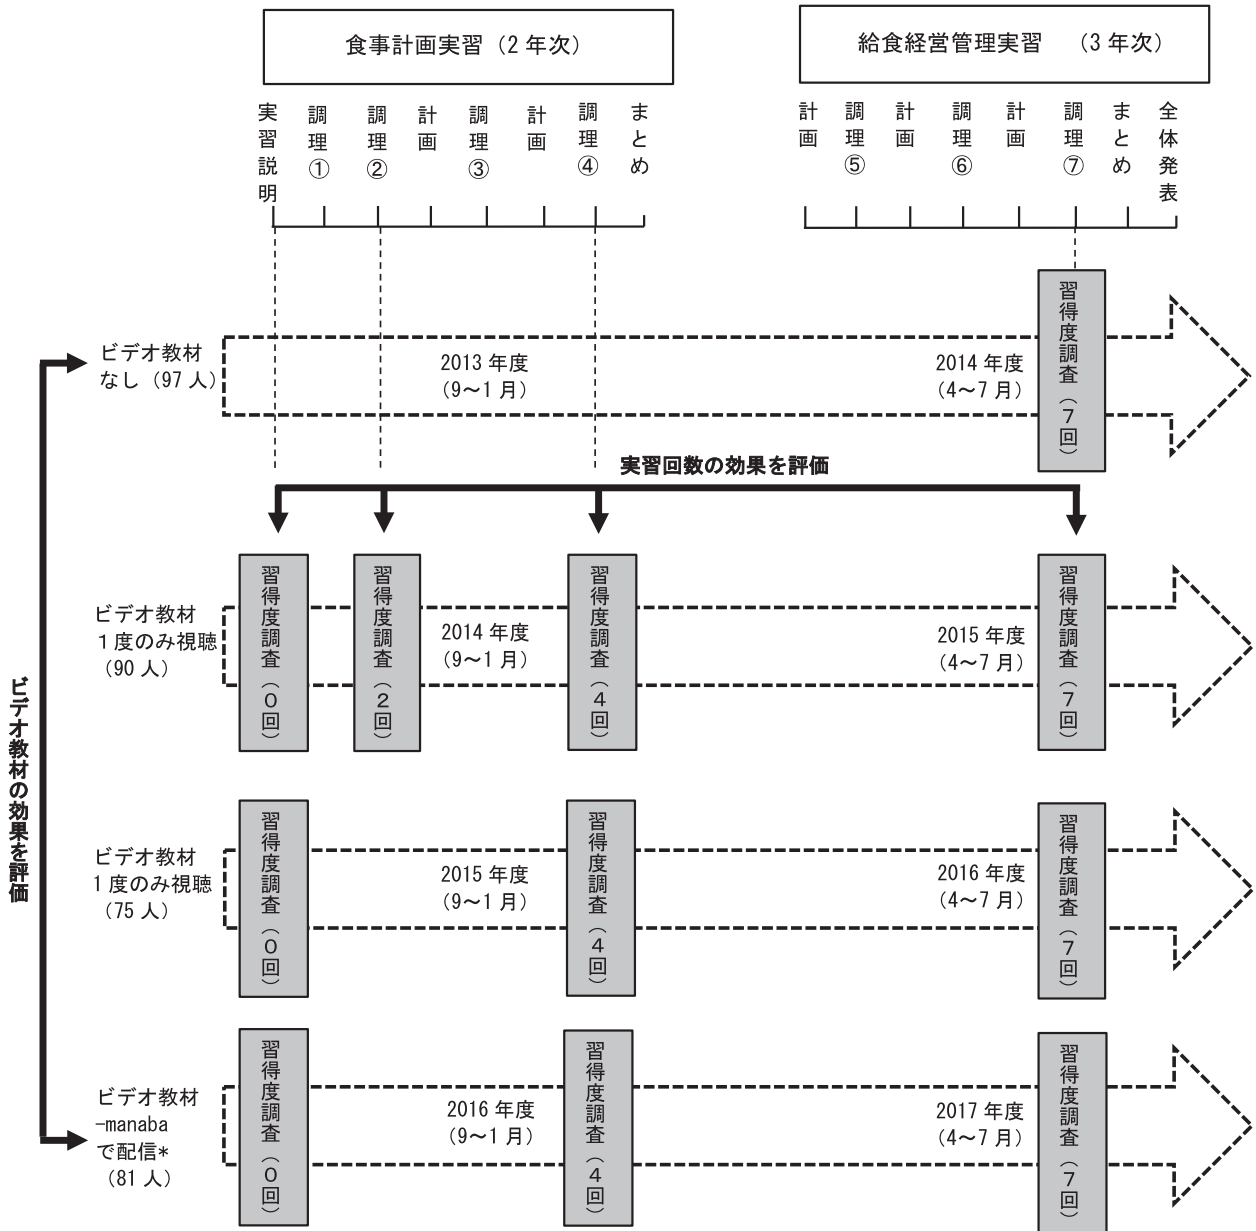 食事計画実習（2年次）
給食経営管理実習　（3年次）
実習説明
調理①
調理②
計画
調理③
計画
調理④
まとめ
計画
調理⑤
計画
調理⑥
計画
調理⑦
まとめ
全体発表
ビデオ教材
なし（97人）
2013年度
（9～1月）
2014年度
（4～7月）
習得度調査（7回）
実習回数の効果を評価
ビデオ教材の効果を評価
ビデオ教材
1度のみ視聴
（90人）
習得度調査（0回）
習得度調査（2回）
2014年度
（9～1月）
習得度調査（4回）
2015年度
（4～7月）
習得度調査（7回）
ビデオ教材
1度のみ視聴
（75人）
習得度調査（0回）
2015年度
（9～1月）
習得度調査（4回）
2016年度
（4～7月）
習得度調査（7回）
ビデオ教材
-manaba
で配信*
（81人）
習得度調査（0回）
2016年度
（9～1月）
習得度調査（4回）
2017年度
（4～7月）
習得度調査（7回）